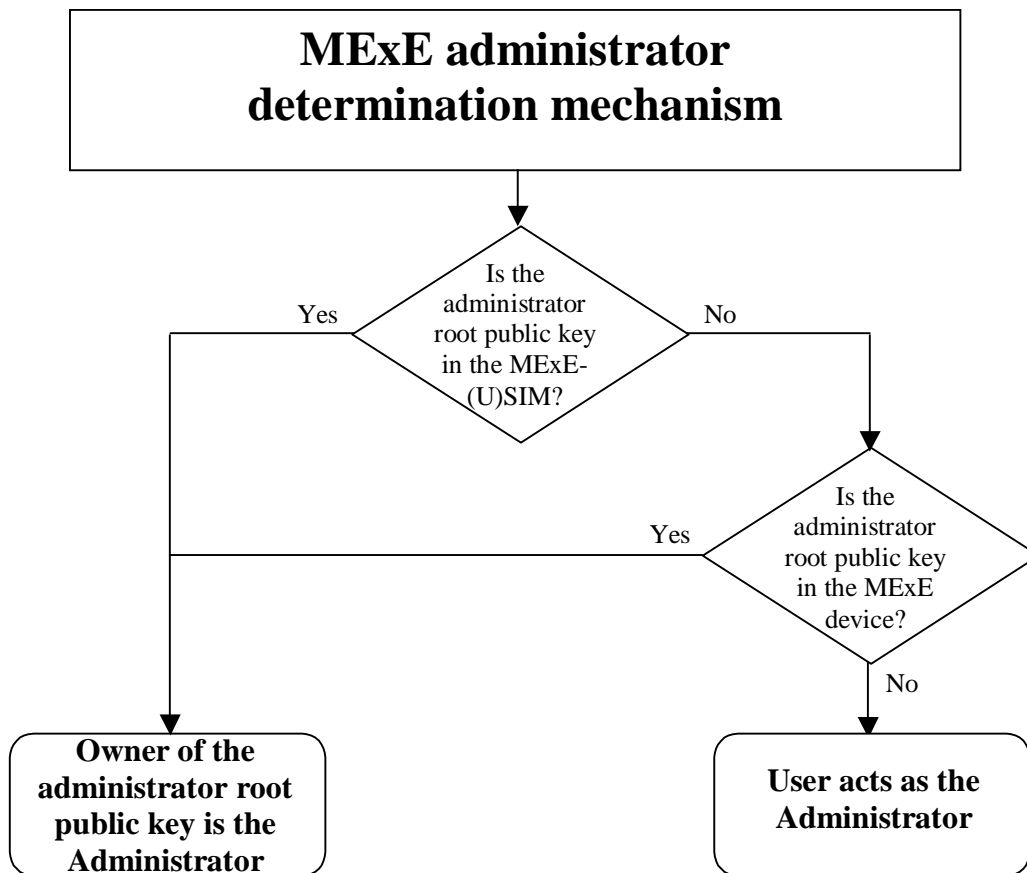 MExE administrator
determination mechanism
Is the
administrator
root public key
in the MExE-
(U)SIM?
Yes
No
Is the
administrator
root public key
in the MExE
device?
Yes
No
Owner of the
administrator root
public key is the
Administrator
User acts as the
Administrator